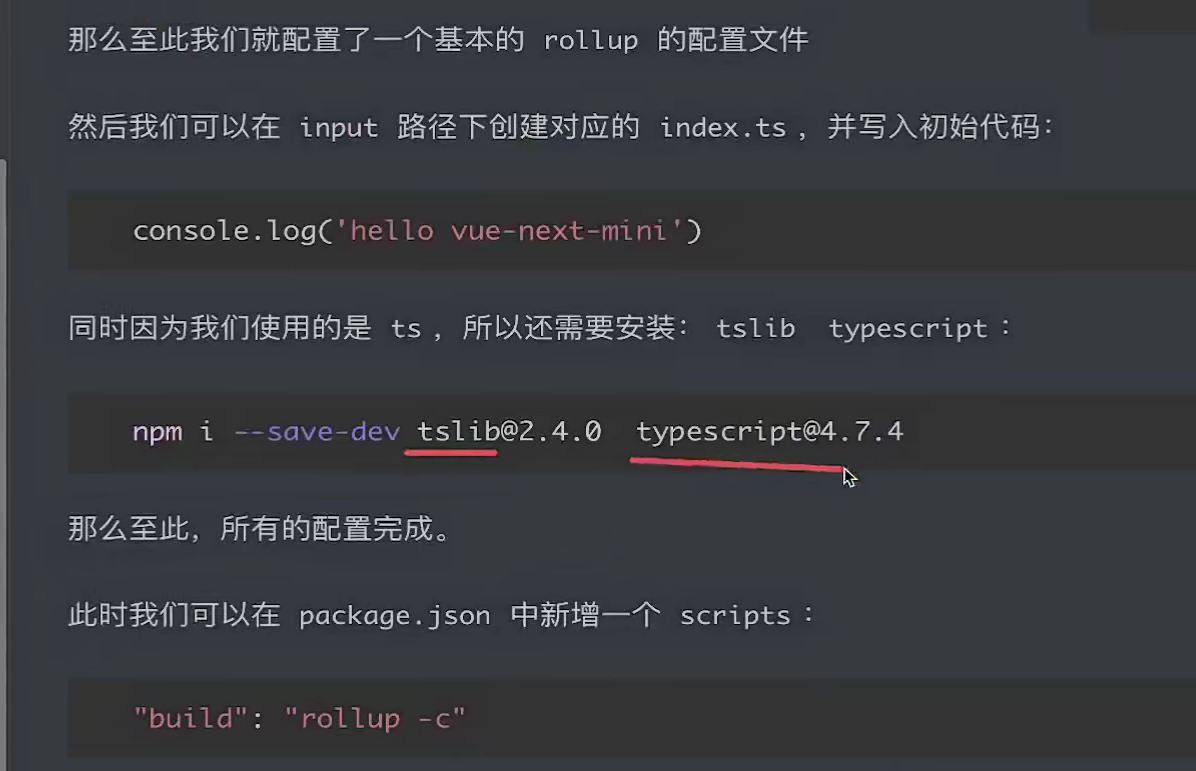 那么至此我们就配置了一个基本的 rollup 的配置文件
然后我们可以在 input 路径下创建对应的 index.ts，并写入初始代码：
console.log('hello vue-next-mini')
同时因为我们使用的是 ts，所以还需要安装： tslib typescript：
npm i --save-dev tslib@2.4.0 typescript@4.7.4
那么至此，所有的配置完成。
此时我们可以在 package.json 中新增一个 scripts：
"build": "rollup -c"